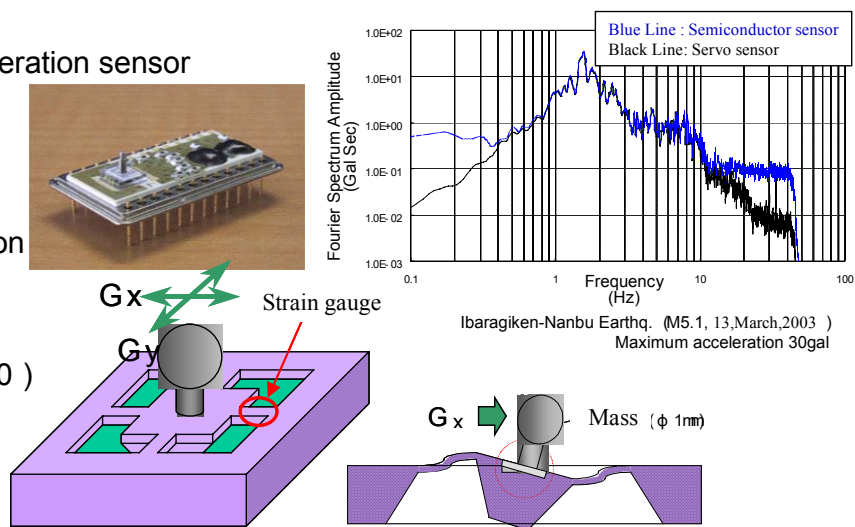 eration sensor
on
0 )
Blue Line : Semiconductor sensor
Black Line: Servo sensor
Fourier Spectrum Amplitude
(Gal Sec)
1.0E+02
1.0E+01
1.0E+00
1.0E-01
1.0E-02
1.0E-03
0.1
1
10
100
Frequency
(Hz)
Ibaragiken-Nanbu Earthq. (M5.1, 13,March,2003 )
Maximum acceleration 30gal
Gx
Gy
Strain gauge
Gx
Mass (φ 1mm)